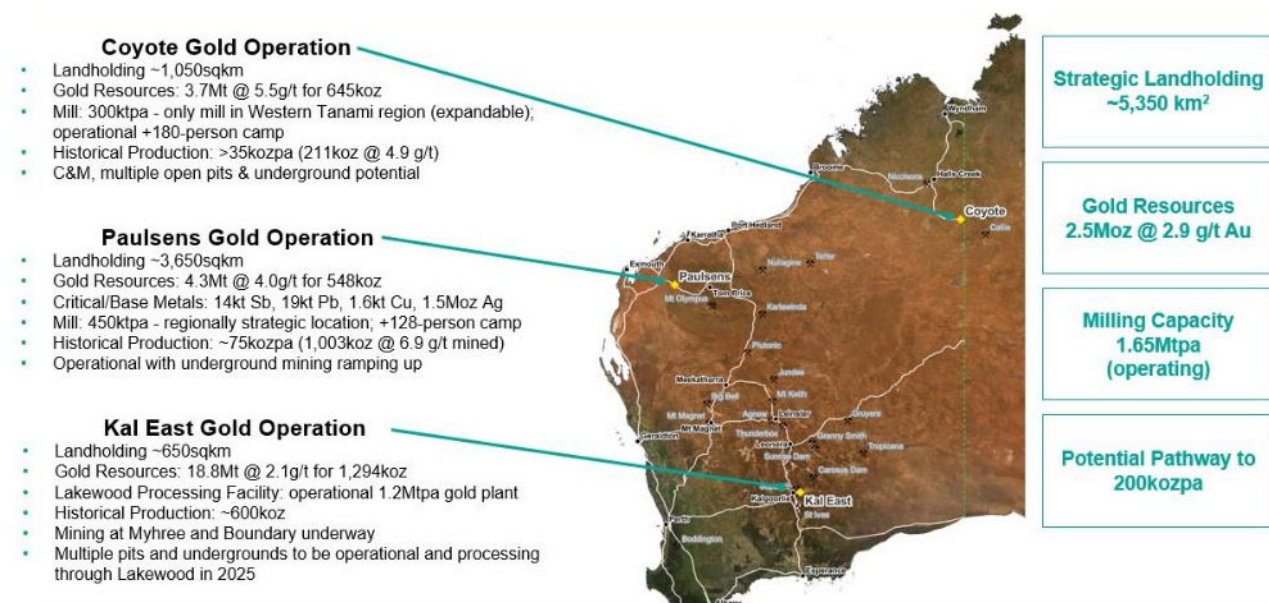 Coyote Gold Operation
• Landholding ~1,050sqkm
• Gold Resources: 3.7Mt @ 5.5g/t for 645koz
• Mill: 300ktpa - only mill in Western Tanami region (expandable);
operational +180-person camp
• Historical Production: >35kozpa (211koz @ 4.9 g/t)
• C&M, multiple open pits & underground potential
Paulsens Gold Operation
• Landholding ~3,650sqkm
• Gold Resources: 4.3Mt @ 4.0g/t for 548koz
• Critical/Base Metals: 14kt Sb, 19kt Pb, 1.6kt Cu, 1.5Moz Ag
• Mill: 450ktpa - regionally strategic location; +128-person camp
• Historical Production: ~75kozpa (1,003koz @ 6.9 g/t mined)
• Operational with underground mining ramping up
Kal East Gold Operation
• Landholding ~650sqkm
• Gold Resources: 18.8Mt @ 2.1g/t for 1,294koz
• Lakewood Processing Facility: operational 1.2Mtpa gold plant
• Historical Production: ~600koz
• Mining at Myhree and Boundary underway
• Multiple pits and undergrounds to be operational and processing
through Lakewood in 2025
Wyndham
Broome
Nicolsons
Halls Creek
Coyote
Callie
Port Hedland
Karratha
Exmouth
Paulsens
Nullagine
Telfer
Tom Price
Mt Olympus
Karlawinda
Plutonic
Meekatharra
Jundee
Big Bell
Mt Keith
Mt Magnet
Mt Magnet
Agnew
Leinster
Gruyere
Geraldton
Thunderbox
Leonora
Granny Smith
Sunrise Dam
Tropicana
Carosue Dam
Kalgoorlie
Kal East
St Ives
Perth
Boddington
Esperance
Albany
Strategic Landholding
~5,350 km²
Gold Resources
2.5Moz @ 2.9 g/t Au
Milling Capacity
1.65Mtpa
(operating)
Potential Pathway to
200kozpa